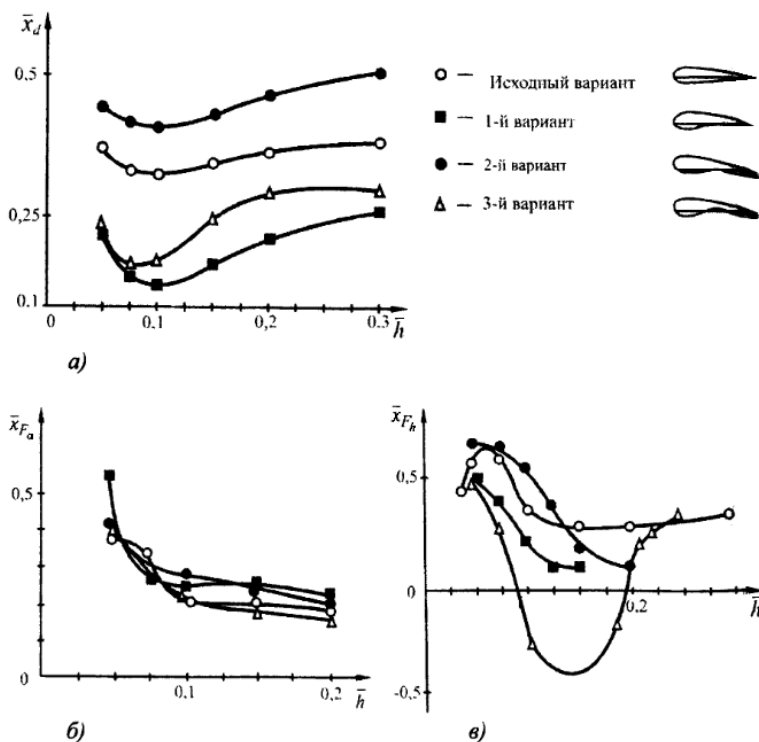 x̄_d
0,5
0,25
0.1
0
0.1
0,2
0.3
h̄
а)
— Исходный вариант
— 1-й вариант
— 2-й вариант
— 3-й вариант
x̄_{Fα}
0,5
0
0,1
0,2
h̄
б)
x̄_{Fh}
0,5
0
0,2
h̄
-0,5
в)